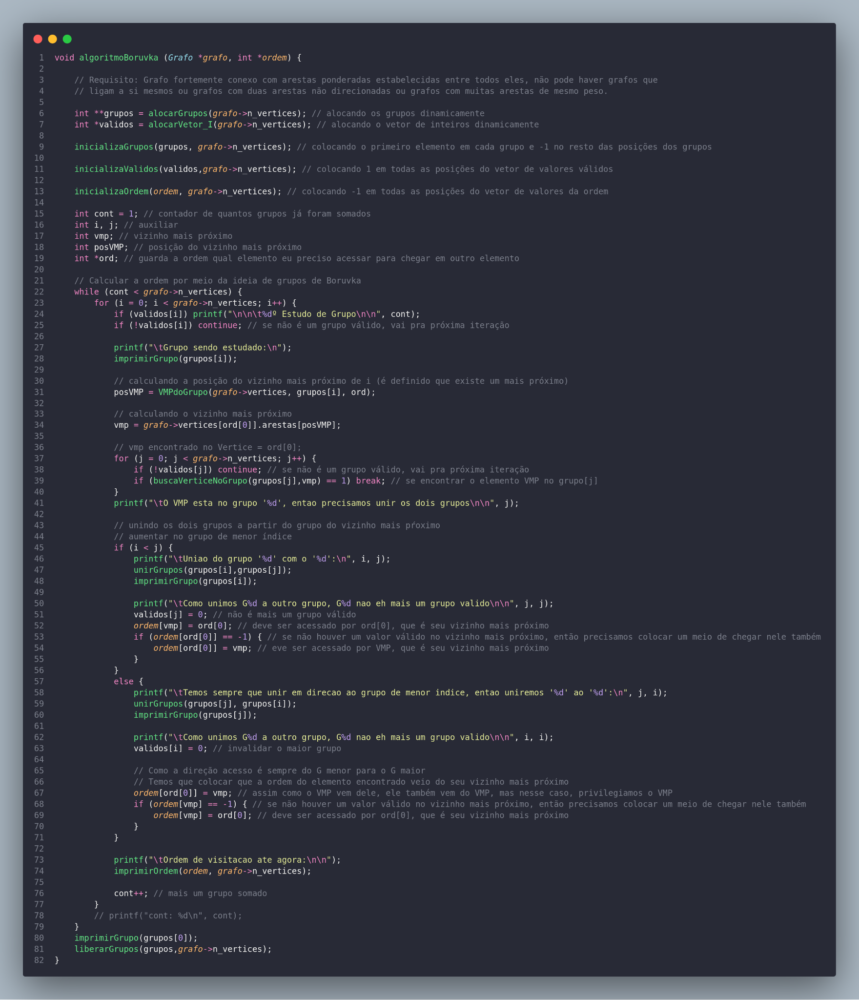 1 void algoritmoBoruvka (Grafo *grafo, int *ordem) {
2
3     // Requisito: Grafo fortemente conexo com arestas ponderadas estabelecidas entre todos eles, não pode haver grafos que
4     // ligam a si mesmos ou grafos com duas arestas não direcionadas ou grafos com muitas arestas de mesmo peso.
5
6     int **grupos = alocarGrupos(grafo->n_vertices); // alocando os grupos dinamicamente
7     int *validos = alocarVetor_I(grafo->n_vertices); // alocando o vetor de inteiros dinamicamente
8
9     inicializaGrupos(grupos, grafo->n_vertices); // colocando o primeiro elemento em cada grupo e -1 no resto das posições dos grupos
10
11     inicializaValidos(validos,grafo->n_vertices); // colocando 1 em todas as posições do vetor de valores válidos
12
13     inicializaOrdem(ordem, grafo->n_vertices); // colocando -1 em todas as posições do vetor de valores da ordem
14
15     int cont = 1; // contador de quantos grupos já foram somados
16     int i, j; // auxiliar
17     int vmp; // vizinho mais próximo
18     int posVMP; // posição do vizinho mais próximo
19     int *ord; // guarda a ordem qual elemento eu preciso acessar para chegar em outro elemento
20
21     // Calcular a ordem por meio da ideia de grupos de Boruvka
22     while (cont < grafo->n_vertices) {
23         for (i = 0; i < grafo->n_vertices; i++) {
24             if (validos[i]) printf("\n\n\t%dº Estudo de Grupo\n\n", cont);
25             if (!validos[i]) continue; // se não é um grupo válido, vai pra próxima iteração
26
27             printf("\tGrupo sendo estudado:\n");
28             imprimirGrupo(grupos[i]);
29
30             // calculando a posição do vizinho mais próximo de i (é definido que existe um mais próximo)
31             posVMP = VMPdoGrupo(grafo->vertices, grupos[i], ord);
32
33             // calculando o vizinho mais próximo
34             vmp = grafo->vertices[ord[0]].arestas[posVMP];
35
36             // vmp encontrado no Vertice = ord[0];
37             for (j = 0; j < grafo->n_vertices; j++) {
38                 if (!validos[j]) continue; // se não é um grupo válido, vai pra próxima iteração
39                 if (buscaVerticeNoGrupo(grupos[j],vmp) == 1) break; // se encontrar o elemento VMP no grupo[j]
40             }
41             printf("\tO VMP esta no grupo '%d', entao precisamos unir os dois grupos\n\n", j);
42
43             // unindo os dois grupos a partir do grupo do vizinho mais pŕoximo
44             // aumentar no grupo de menor índice
45             if (i < j) {
46                 printf("\tUniao do grupo '%d' com o '%d':\n", i, j);
47                 unirGrupos(grupos[i],grupos[j]);
48                 imprimirGrupo(grupos[i]);
49
50                 printf("\tComo unimos G%d a outro grupo, G%d nao eh mais um grupo valido\n\n", j, j);
51                 validos[j] = 0; // não é mais um grupo válido
52                 ordem[vmp] = ord[0]; // deve ser acessado por ord[0], que é seu vizinho mais próximo
53                 if (ordem[ord[0]] == -1) { // se não houver um valor válido no vizinho mais próximo, então precisamos colocar um meio de chegar nele também
54                     ordem[ord[0]] = vmp; // eve ser acessado por VMP, que é seu vizinho mais próximo
55                 }
56             }
57             else {
58                 printf("\tTemos sempre que unir em direcao ao grupo de menor indice, entao uniremos '%d' ao '%d':\n", j, i);
59                 unirGrupos(grupos[j], grupos[i]);
60                 imprimirGrupo(grupos[j]);
61
62                 printf("\tComo unimos G%d a outro grupo, G%d nao eh mais um grupo valido\n\n", i, i);
63                 validos[i] = 0; // invalidar o maior grupo
64
65                 // Como a direção acesso é sempre do G menor para o G maior
66                 // Temos que colocar que a ordem do elemento encontrado veio do seu vizinho mais próximo
67                 ordem[ord[0]] = vmp; // assim como o VMP vem dele, ele também vem do VMP, mas nesse caso, privilegiamos o VMP
68                 if (ordem[vmp] == -1) { // se não houver um valor válido no vizinho mais próximo, então precisamos colocar um meio de chegar nele também
69                     ordem[vmp] = ord[0]; // deve ser acessado por ord[0], que é seu vizinho mais próximo
70                 }
71             }
72
73             printf("\tOrdem de visitacao ate agora:\n\n");
74             imprimirOrdem(ordem, grafo->n_vertices);
75
76             cont++; // mais um grupo somado
77         }
78         // printf("cont: %d\n", cont);
79     }
80     imprimirGrupo(grupos[0]);
81     liberarGrupos(grupos,grafo->n_vertices);
82 }